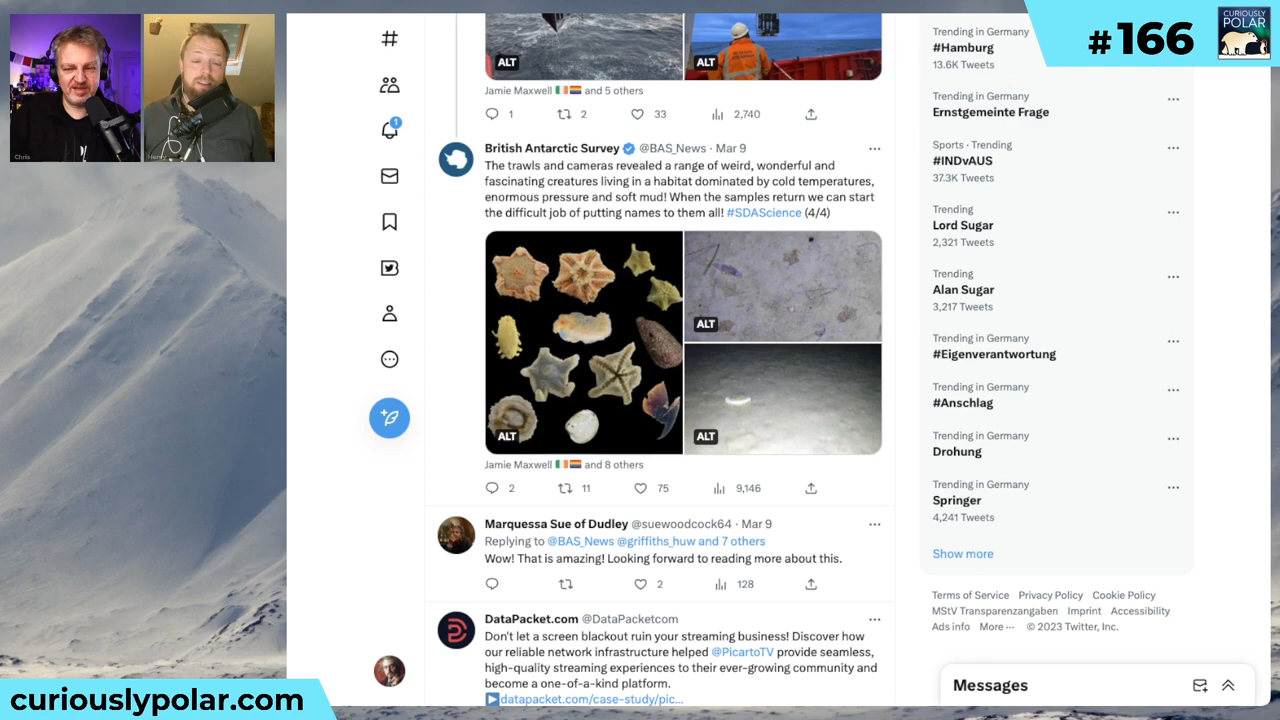 #166
CURIOUSLY
POLAR
Chris
ALT
ALT
Jamie Maxwell 🇮🇪🏳️‍🌈 and 5 others
1
2
33
2,740
1
British Antarctic Survey @BAS_News · Mar 9
The trawls and cameras revealed a range of weird, wonderful and
fascinating creatures living in a habitat dominated by cold temperatures,
enormous pressure and soft mud! When the samples return we can start
the difficult job of putting names to them all! #SDAScience (4/4)
ALT
ALT
ALT
Jamie Maxwell 🇮🇪🏳️‍🌈 and 8 others
2
11
75
9,146
Marquessa Sue of Dudley @suewoodcock64 · Mar 9
Replying to @BAS_News @griffiths_huw and 7 others
Wow! That is amazing! Looking forward to reading more about this.
2
128
DataPacket.com @DataPacketcom
Don't let a screen blackout ruin your streaming business! Discover how
our reliable network infrastructure helped @PicartoTV provide seamless,
high-quality streaming experiences to their ever-growing community and
become a one-of-a-kind platform.
▶datapacket.com/case-study/pic...
Trending in Germany
#Hamburg
13.6K Tweets
Trending in Germany
Ernstgemeinte Frage
Sports · Trending
#INDvAUS
37.3K Tweets
Trending
Lord Sugar
2,321 Tweets
Trending
Alan Sugar
3,217 Tweets
Trending in Germany
#Eigenverantwortung
Trending in Germany
#Anschlag
Trending in Germany
Drohung
Trending in Germany
Springer
4,241 Tweets
Show more
Terms of Service Privacy Policy Cookie Policy
MStV Transparenzangaben Imprint Accessibility
Ads info More ··· © 2023 Twitter, Inc.
Messages
curiouslypolar.com